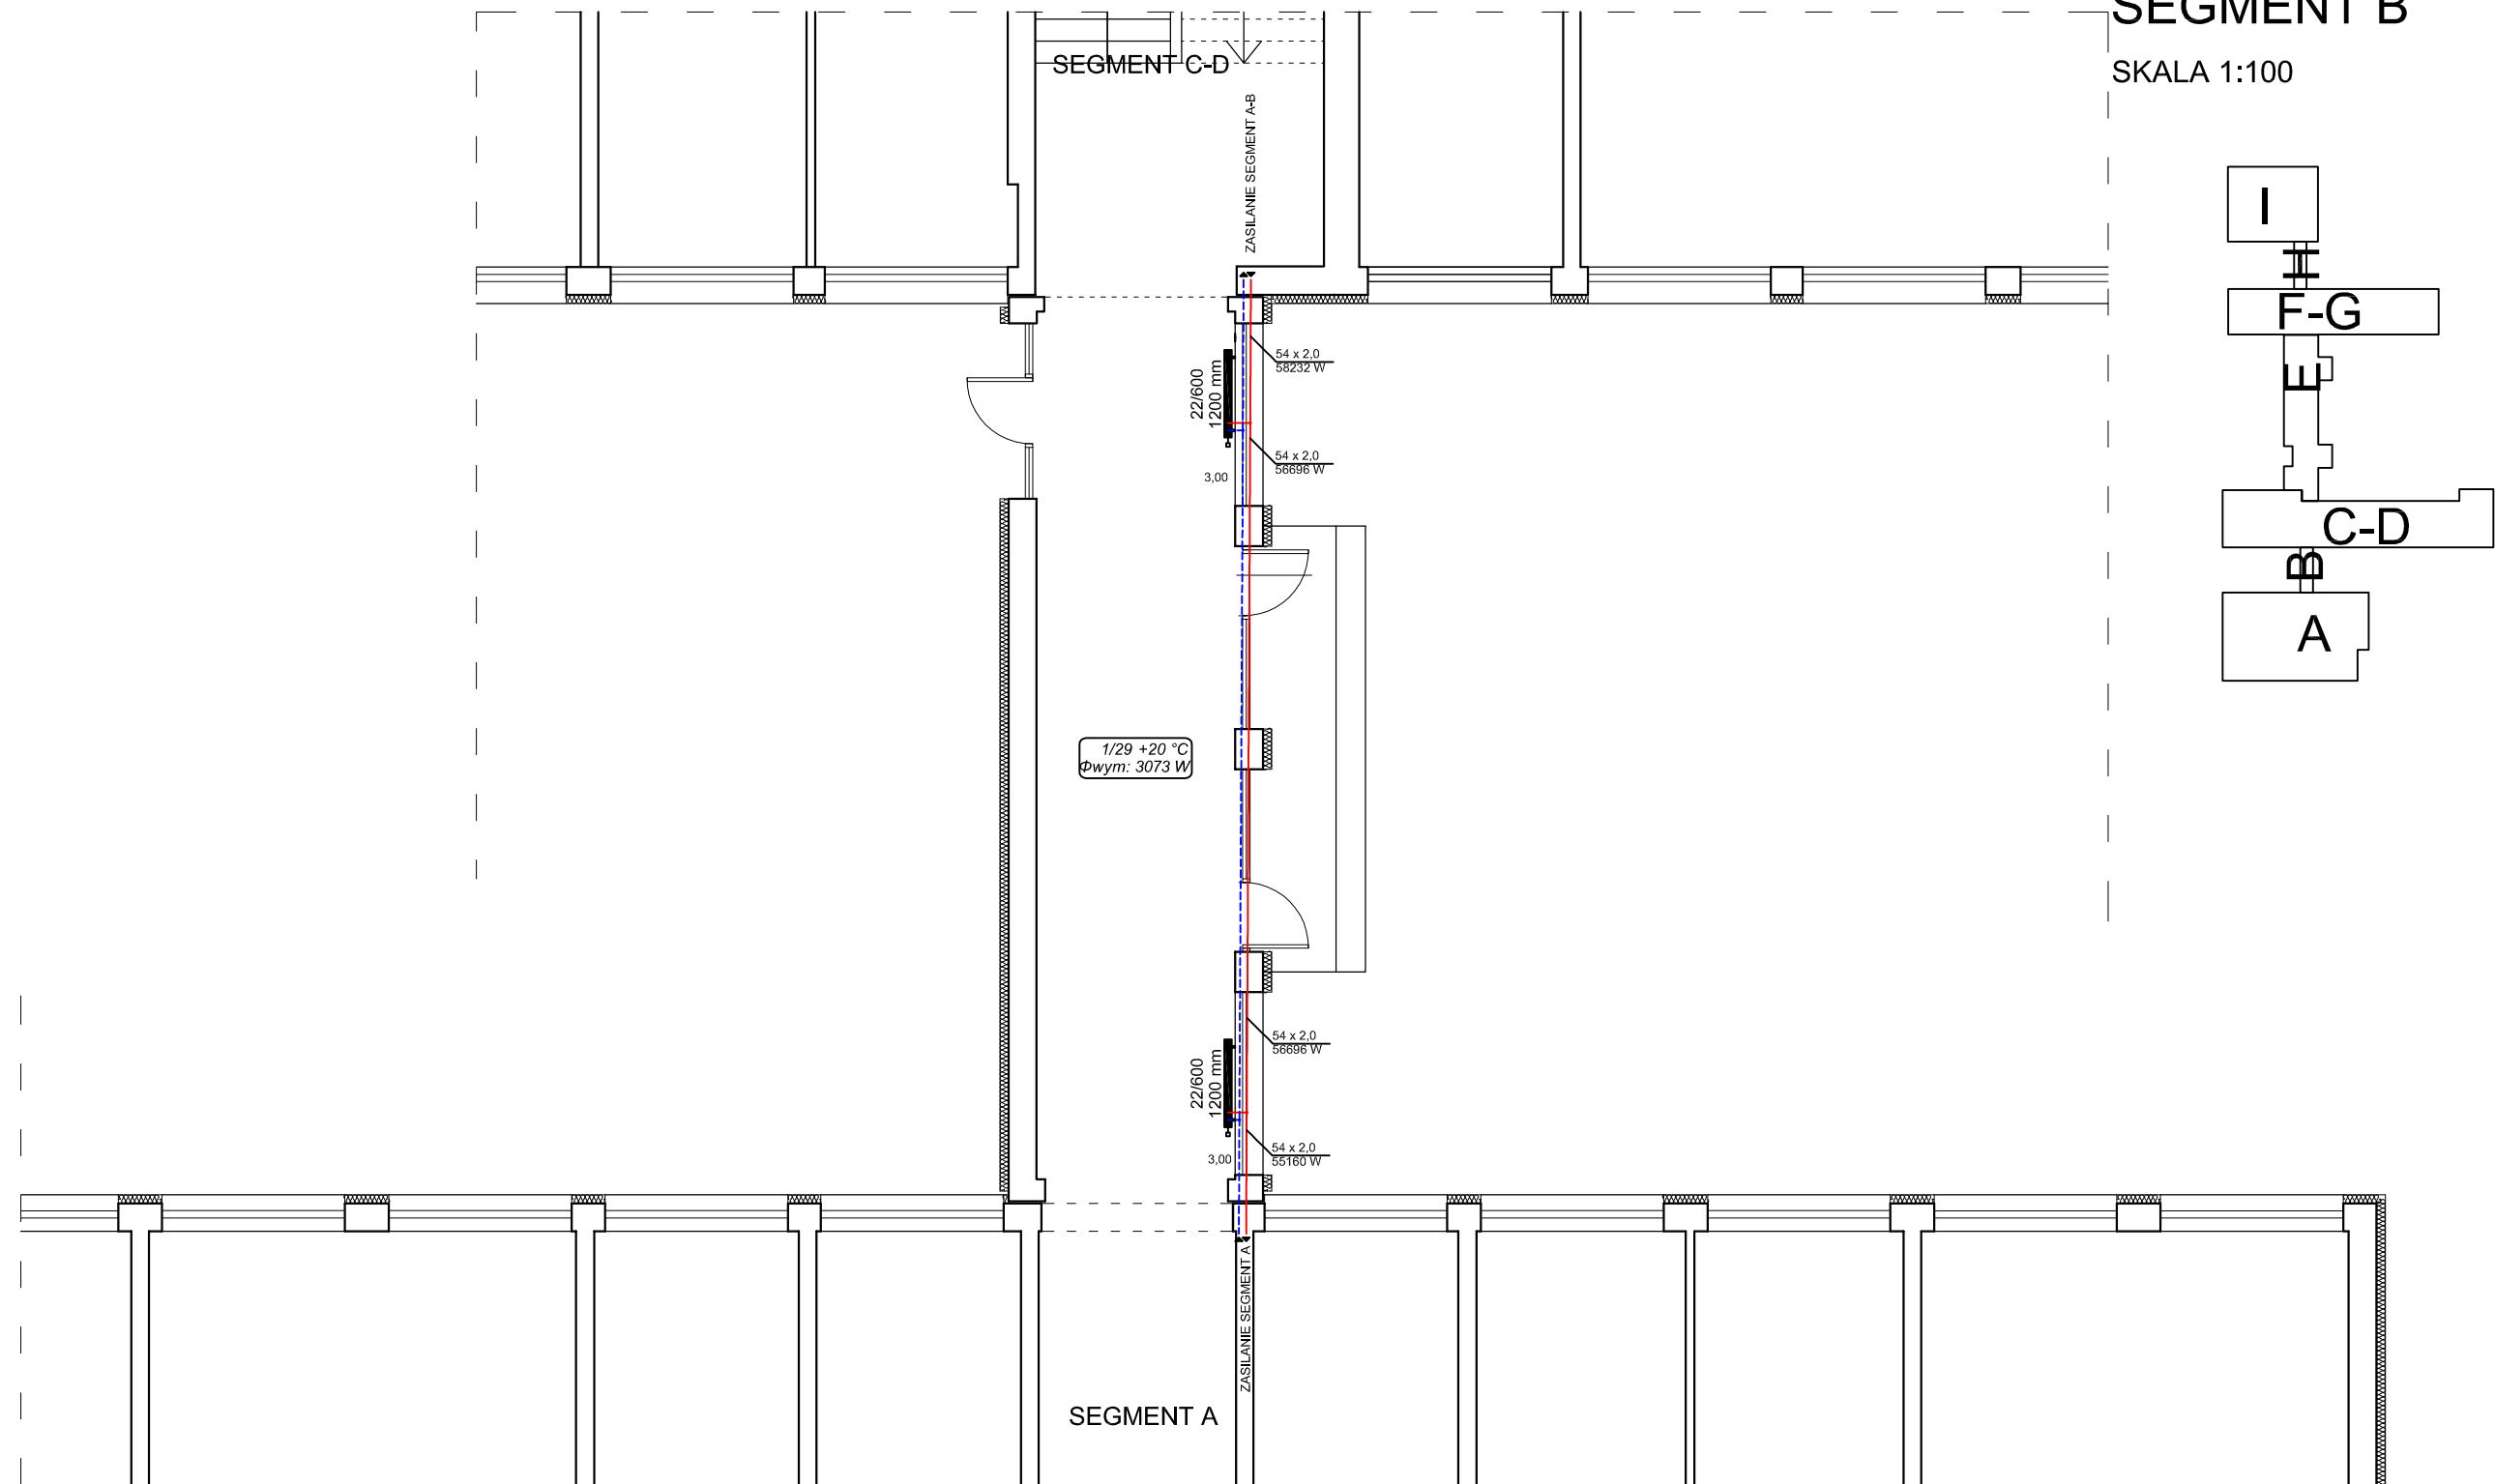 SEGMENT B
SKALA 1:100
SEGMENT C-D
ZASILANIE SEGMENT A-B
I
H
F-G
E
C-D
B
A
54 x 2,0
58232 W
22/600
1200 mm
54 x 2,0
56696 W
3,00
1/29 +20 °C
Φwym: 3073 W
54 x 2,0
56696 W
22/600
1200 mm
54 x 2,0
55160 W
3,00
ZASILANIE SEGMENT A
SEGMENT A